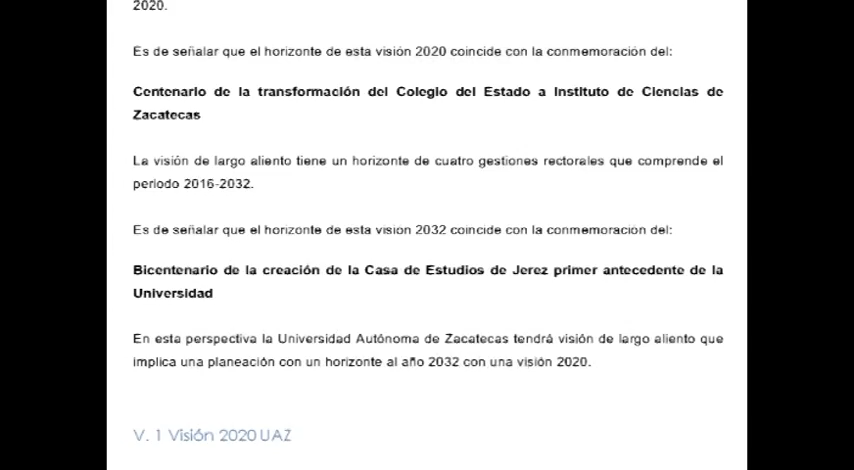 2020.
Es de señalar que el horizonte de esta visión 2020 coincide con la conmemoración del:
Centenario de la transformación del Colegio del Estado a Instituto de Ciencias de
Zacatecas
La visión de largo aliento tiene un horizonte de cuatro gestiones rectorales que comprende el
periodo 2016-2032.
Es de señalar que el horizonte de esta visión 2032 coincide con la conmemoración del:
Bicentenario de la creación de la Casa de Estudios de Jerez primer antecedente de la
Universidad
En esta perspectiva la Universidad Autónoma de Zacatecas tendrá visión de largo aliento que
implica una planeación con un horizonte al año 2032 con una visión 2020.
V. 1 Visión 2020 UAZ